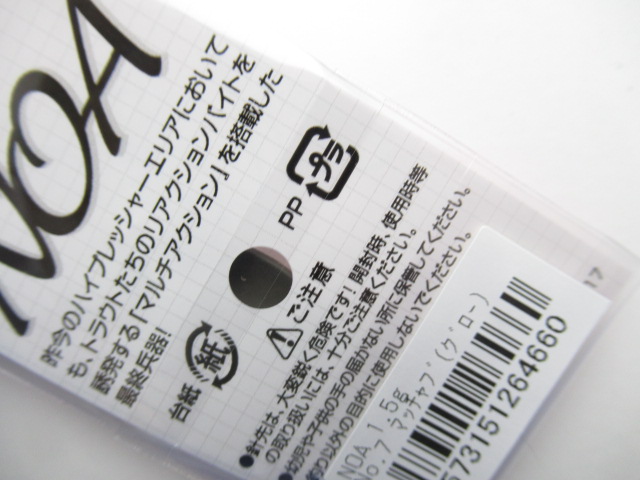 NOA
昨今のハイプレッシャーエリアにおいて
も、トラウトたちのリアクションバイトを
誘発する「マルチアクション」を搭載した
最終兵器!
台紙 紙
PP プラ
ご注意
●針先は、大変鋭く危険です!開封時、使用時等
の取り扱いには、十分ご注意ください。
●幼児や子供の手の届かない所に保管してください。
以外の目的に使用しないでください。
NOA 1.5g
No.7 マッチャブ(グロー)
573151264660
17